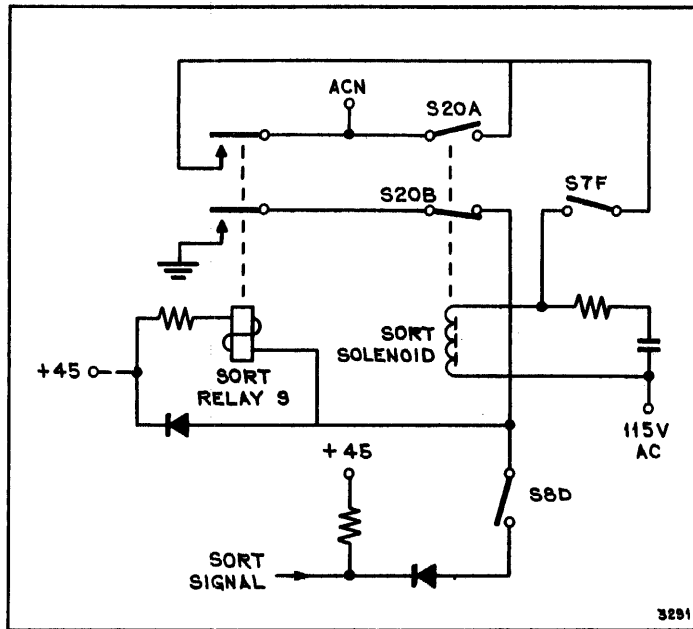 ACN
S20A
S20B
S7F
SORT
SOLENOID
+45
SORT
RELAY 9
115V
AC
+45
S8D
SORT
SIGNAL
3291